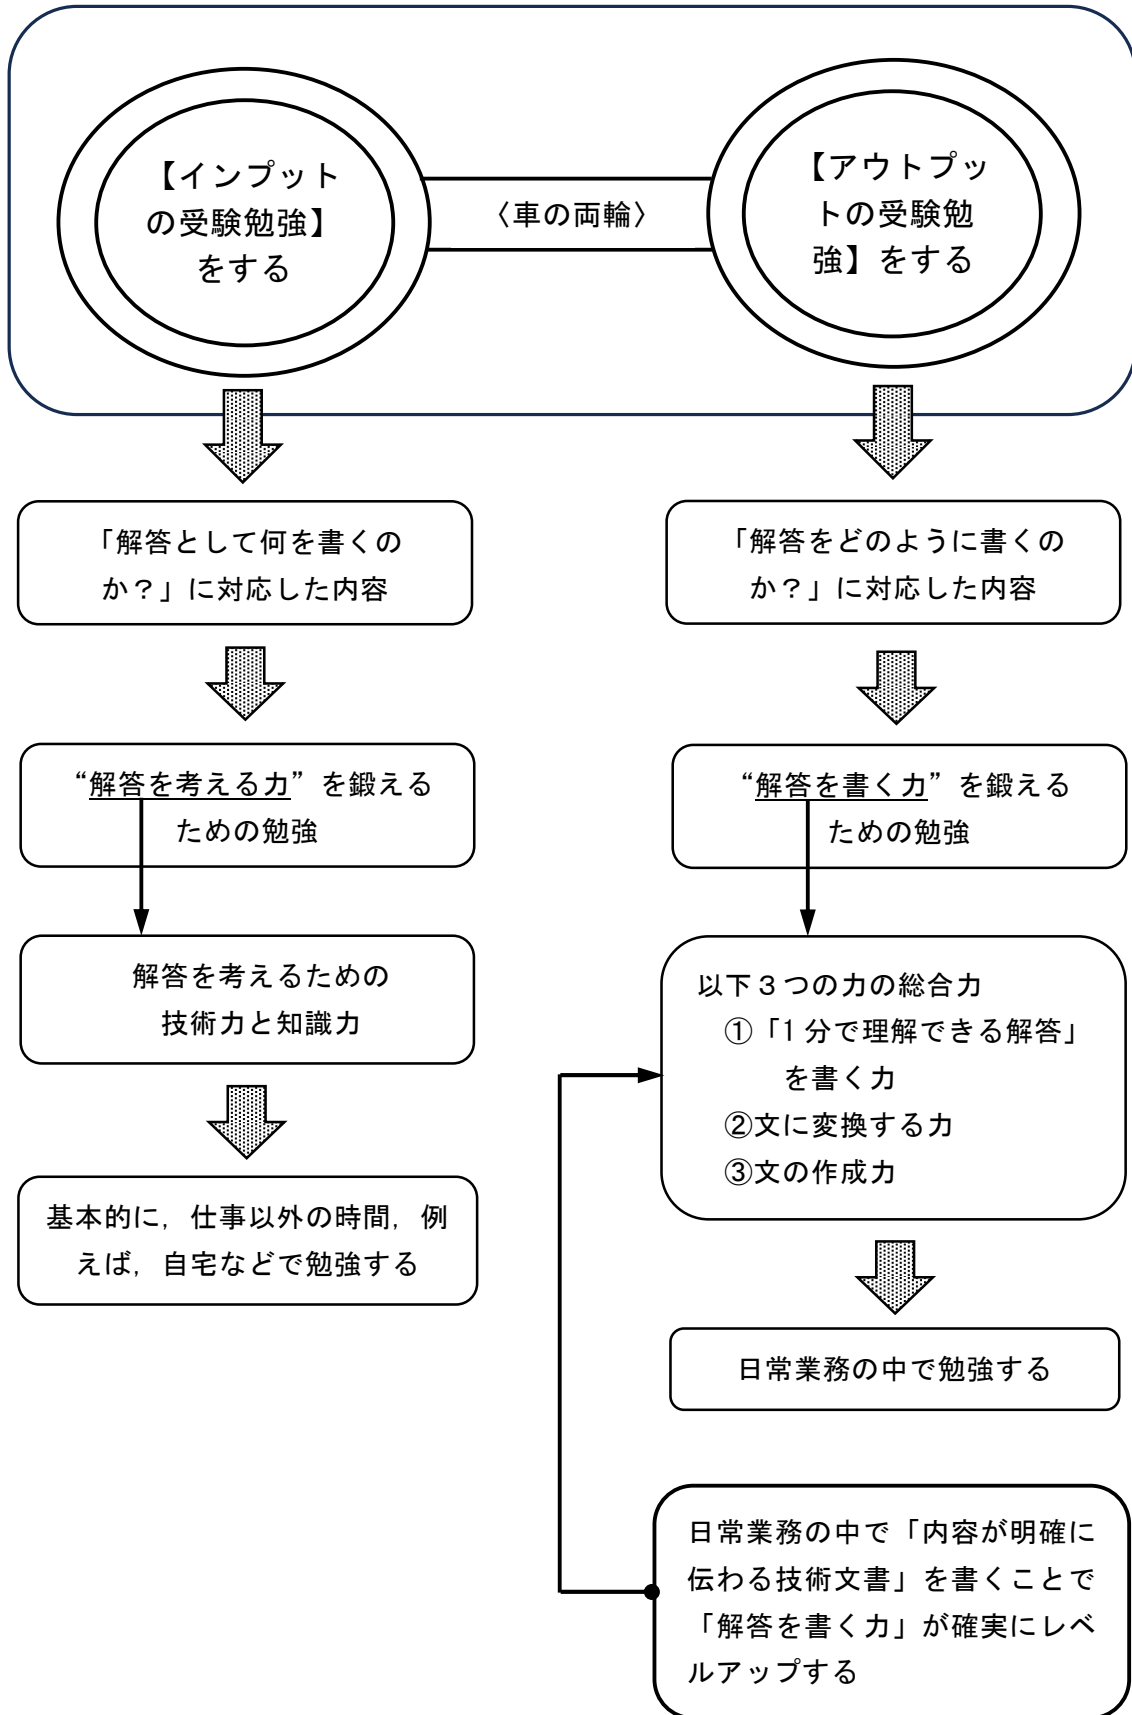 【インプット
の受験勉強】
をする
〈車の両輪〉
【アウトプッ
トの受験勉
強】をする
「解答として何を書くの
か？」に対応した内容
“解答を考える力”を鍛える
ための勉強
解答を考えるための
技術力と知識力
基本的に，仕事以外の時間，例
えば，自宅などで勉強する
「解答をどのように書くの
か？」に対応した内容
“解答を書く力”を鍛える
ための勉強
以下３つの力の総合力
①「1分で理解できる解答」
を書く力
②文に変換する力
③文の作成力
日常業務の中で勉強する
日常業務の中で「内容が明確に
伝わる技術文書」を書くことで
「解答を書く力」が確実にレベ
ルアップする